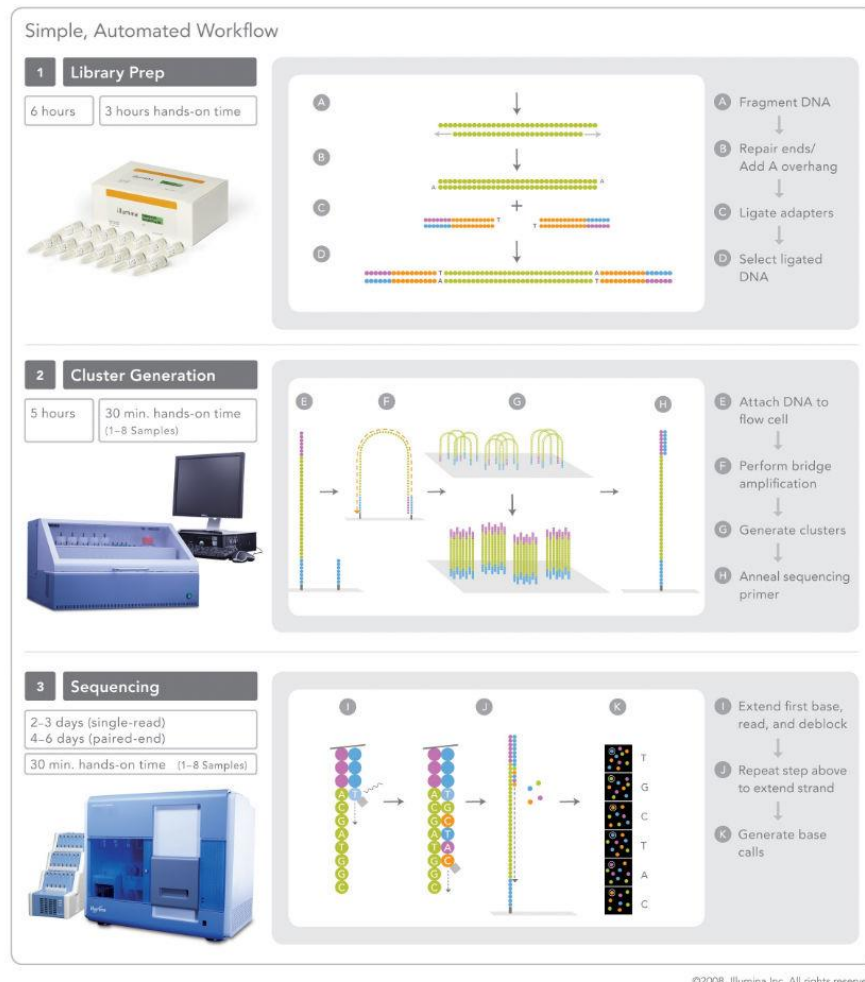 Simple, Automated Workflow
1 Library Prep
6 hours
3 hours hands-on time
illumina
A
B
C
D
A
A
T
T
T
A
A
T
A Fragment DNA
B Repair ends/
Add A overhang
C Ligate adapters
D Select ligated
DNA
2 Cluster Generation
5 hours
30 min. hands-on time
(1–8 Samples)
E
F
G
H
E Attach DNA to
flow cell
F Perform bridge
amplification
G Generate clusters
H Anneal sequencing
primer
3 Sequencing
2–3 days (single-read)
4–6 days (paired-end)
30 min. hands-on time (1–8 Samples)
I
J
K
A T
C
G
A
T
G
G
C
A T
C G
G C
A T
T A
G C
G
C
T
G
C
T
A
C
I Extend first base,
read, and deblock
J Repeat step above
to extend strand
K Generate base
calls
©2008, Illumina Inc. All rights reserve